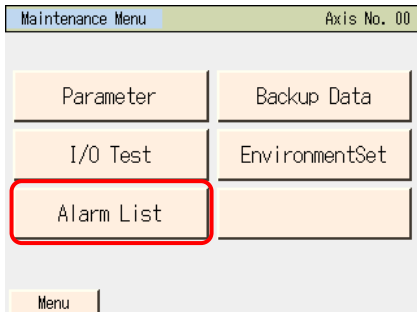 Maintenance Menu Axis No. 00
Parameter Backup Data
I/O Test EnvironmentSet
Alarm List
Menu